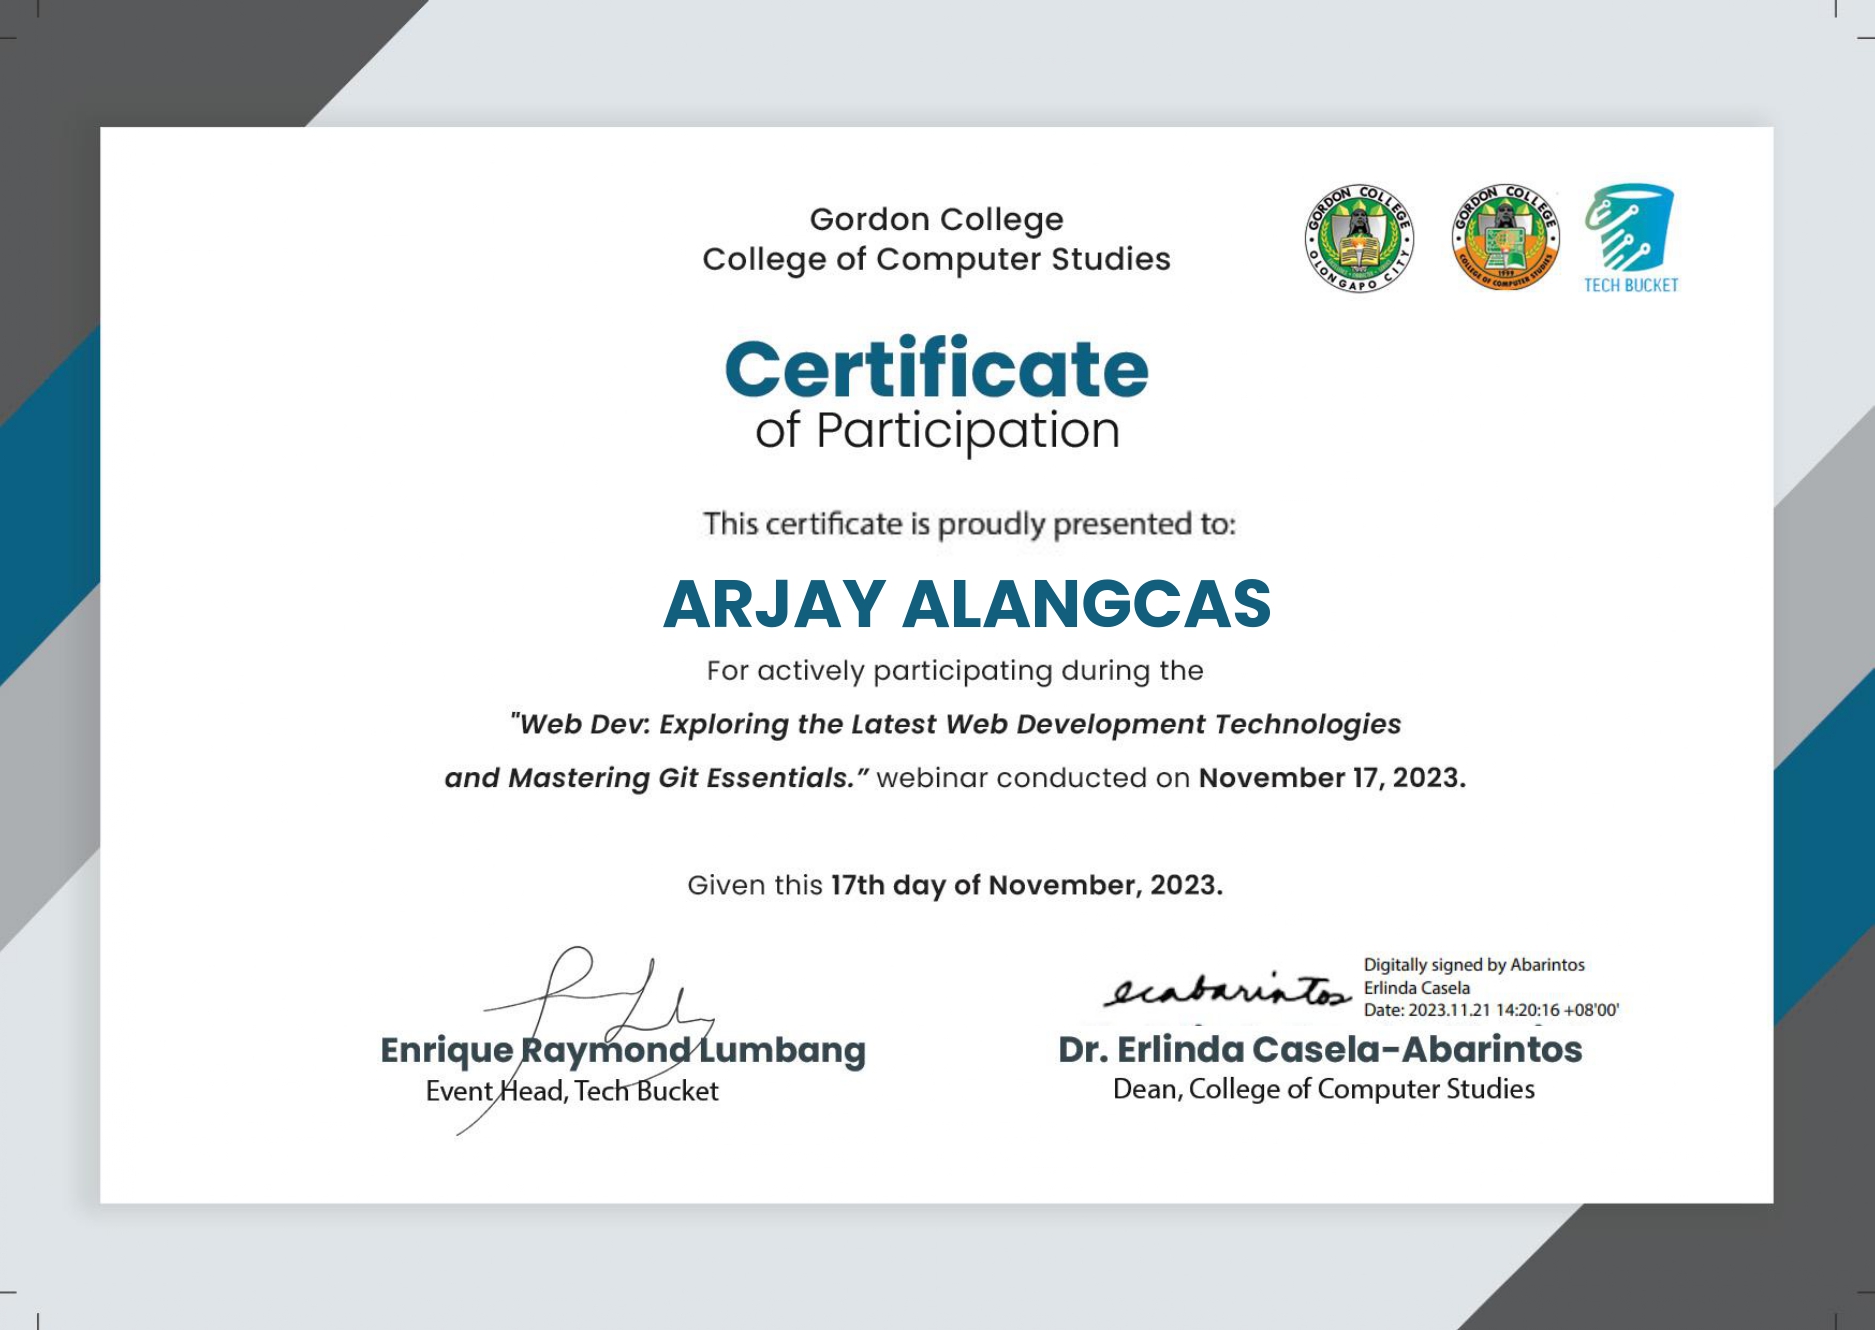 Gordon College
College of Computer Studies
GORDON COLLEGE
OLONGAPO CITY
GORDON COLLEGE
COLLEGE OF COMPUTER STUDIES
1999
TECH BUCKET
Certificate
of Participation
This certificate is proudly presented to:
ARJAY ALANGCAS
For actively participating during the
"Web Dev: Exploring the Latest Web Development Technologies
and Mastering Git Essentials.” webinar conducted on November 17, 2023.
Given this 17th day of November, 2023.
Enrique Raymond Lumbang
Event Head, Tech Bucket
ecabarintos
Digitally signed by Abarintos
Erlinda Casela
Date: 2023.11.21 14:20:16 +08'00'
Dr. Erlinda Casela-Abarintos
Dean, College of Computer Studies